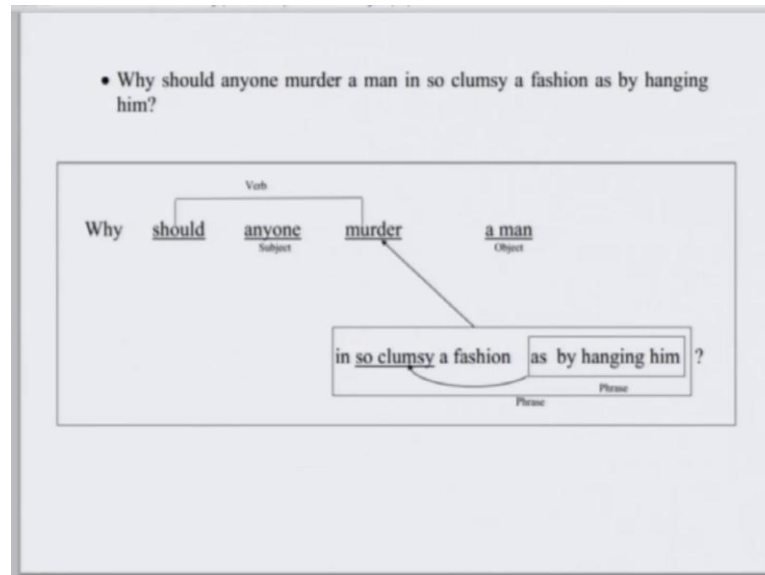 • Why should anyone murder a man in so clumsy a fashion as by hanging
him?
Verb
Why should anyone murder a man
Subject Object
in so clumsy a fashion as by hanging him ?
Phrase
Phrase